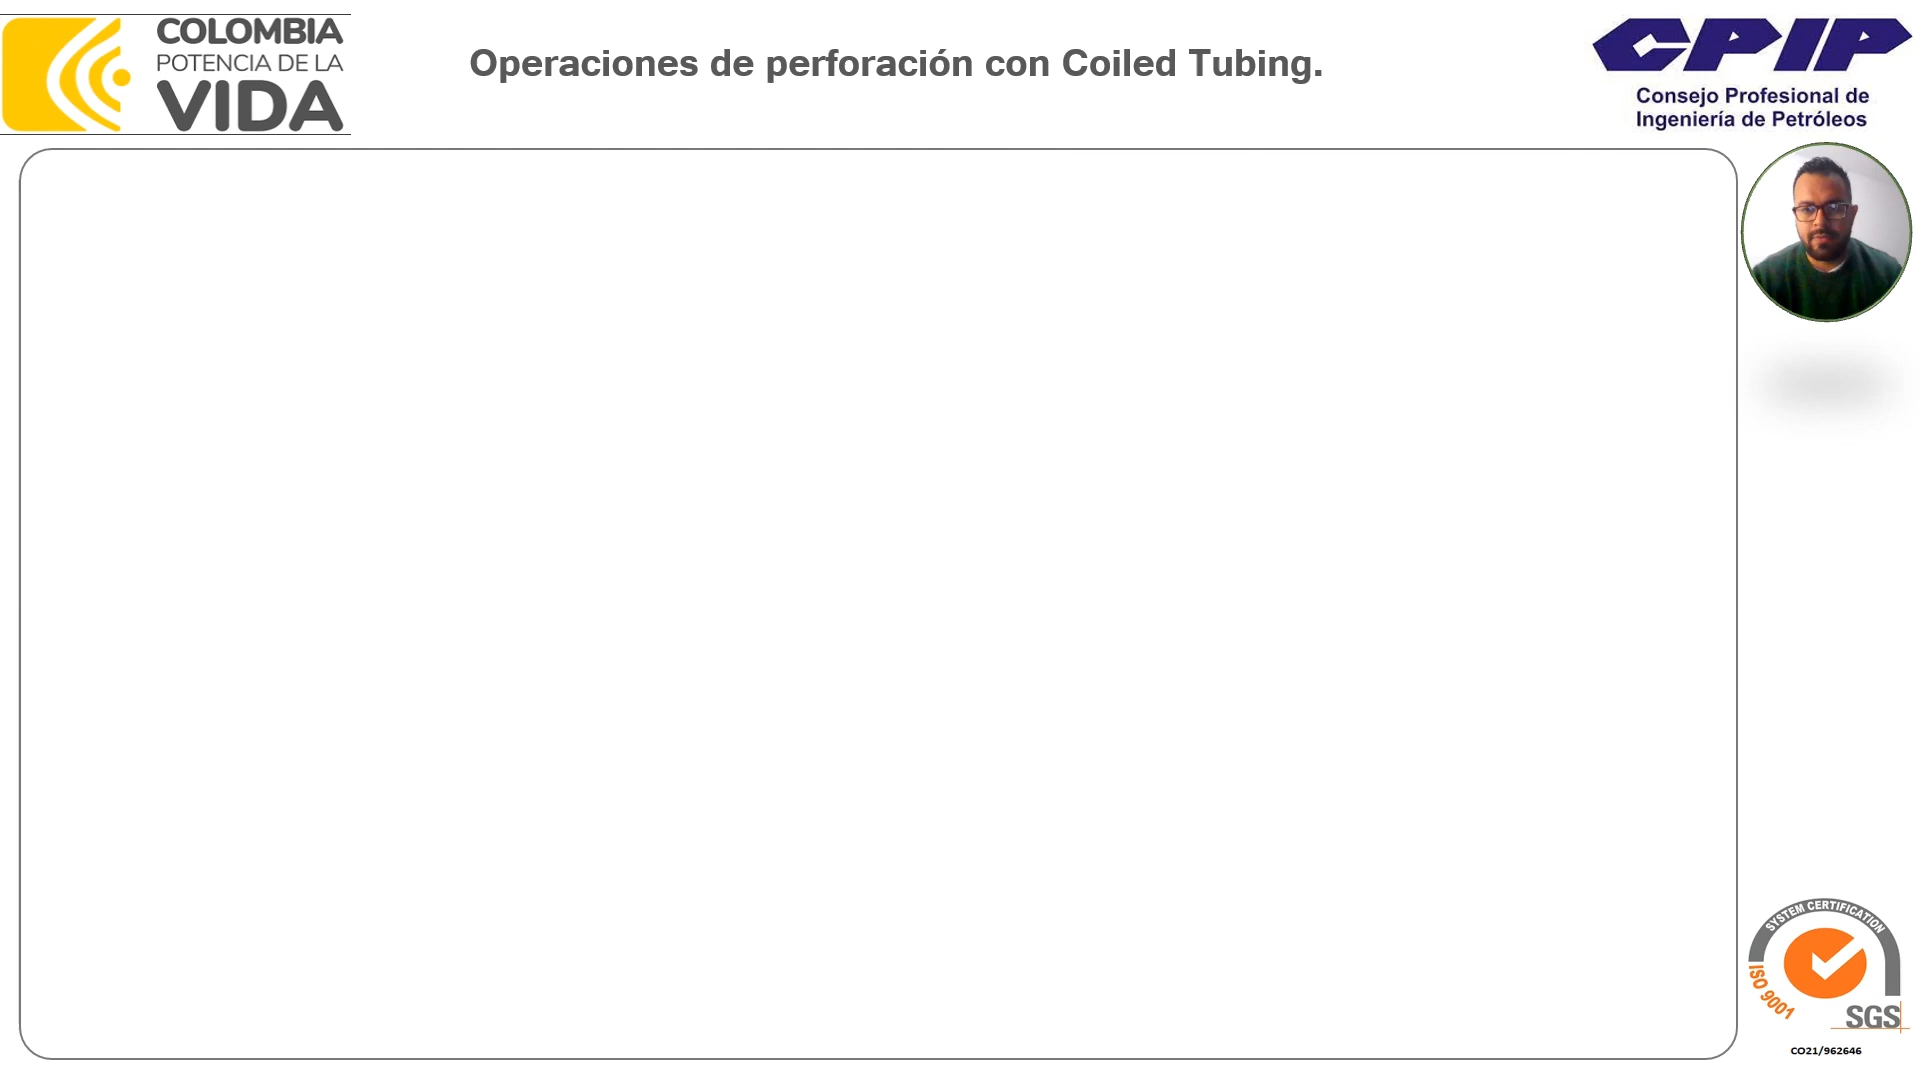 COLOMBIA
POTENCIA DE LA
VIDA
Operaciones de perforación con Coiled Tubing.
CPIP
Consejo Profesional de
Ingeniería de Petróleos
SYSTEM CERTIFICATION
ISO 9001
SGS
CO21/962646